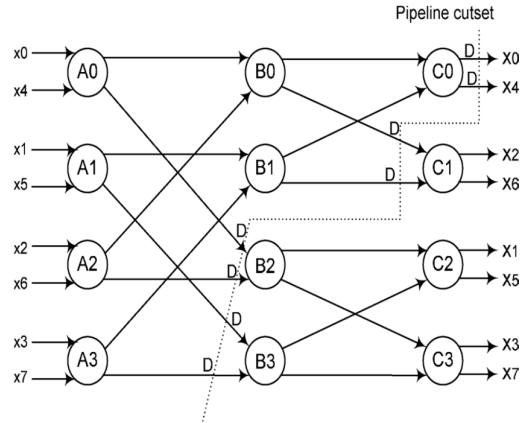 Pipeline cutset
x0 A0 B0 C0 D X0
x4 D X4
D
x1 A1 B1 D C1 X2
x5 X6
D
x2 A2 D B2 C2 X1
x6 X5
D
x3 A3 D B3 C3 X3
x7 X7